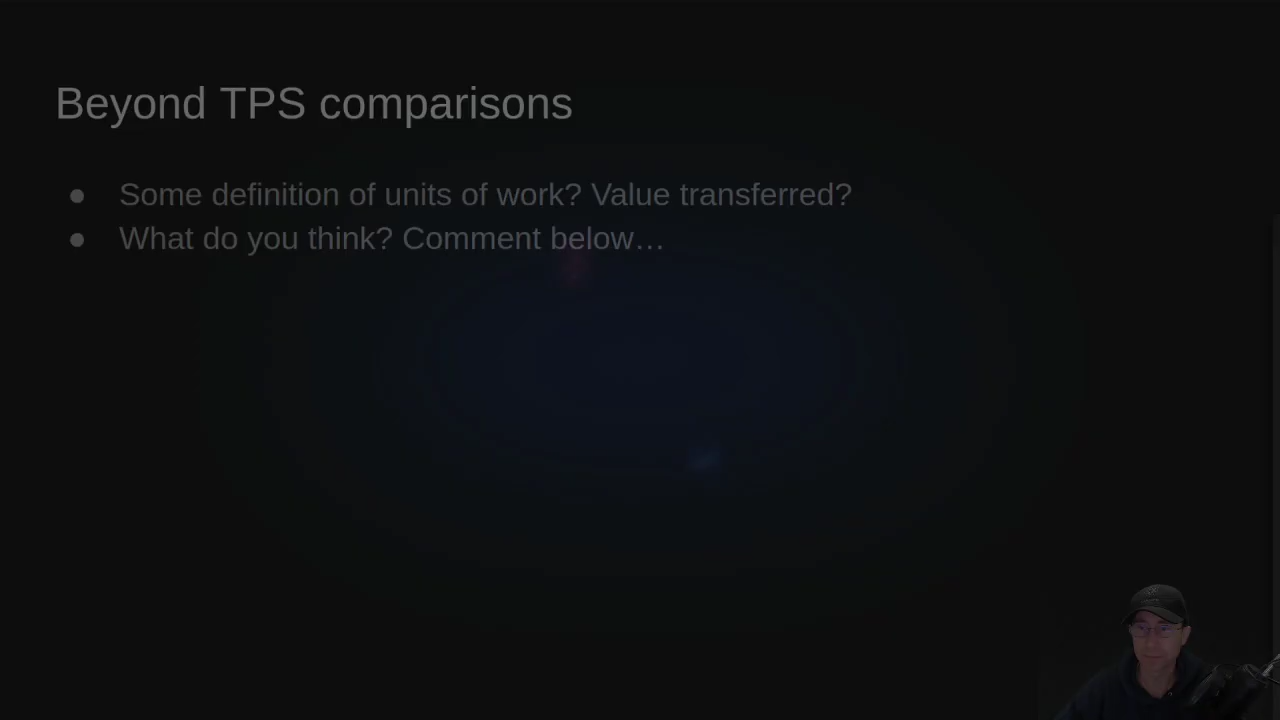 Beyond TPS comparisons
● Some definition of units of work? Value transferred?
● What do you think? Comment below…